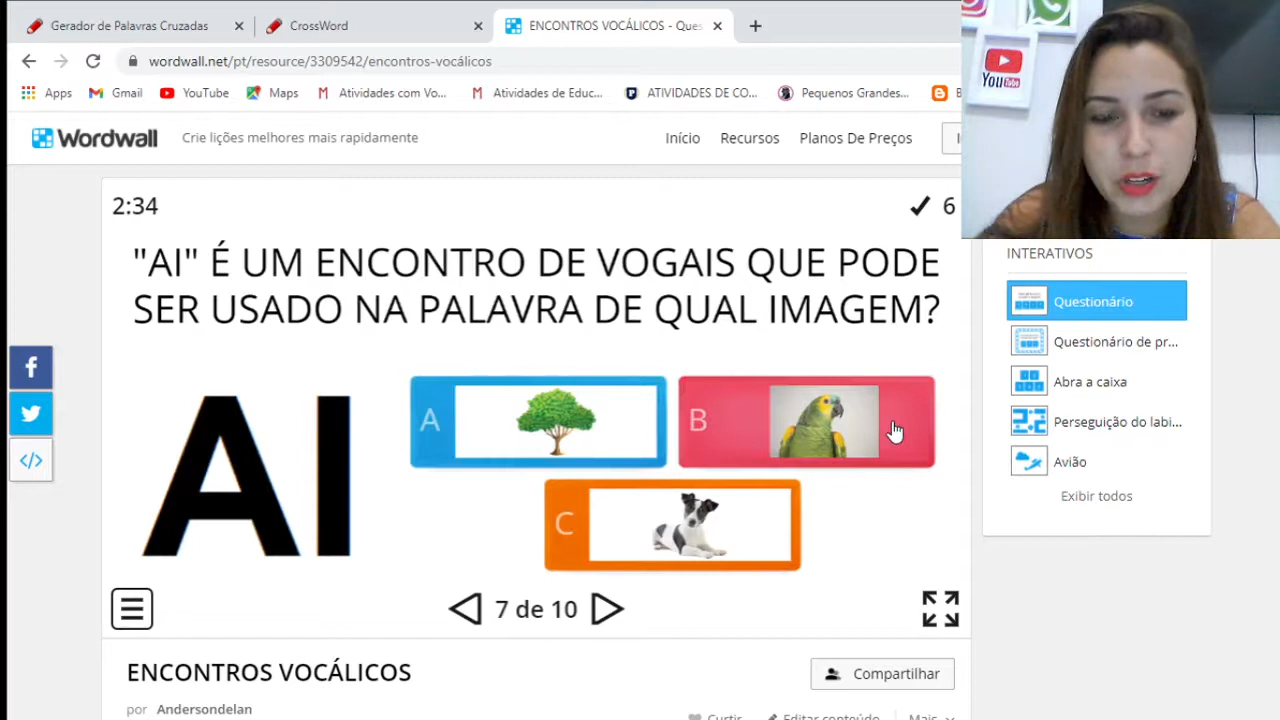 Gerador de Palavras Cruzadas
CrossWord
ENCONTROS VOCÁLICOS - Ques
wordwall.net/pt/resource/3309542/encontros-vocálicos
Apps
Gmail
YouTube
Maps
Atividades com Vo...
Atividades de Educ...
ATIVIDADES DE CO...
Pequenos Grandes...
Wordwall
Crie lições melhores mais rapidamente
Início
Recursos
Planos De Preços
YouTube
2:34
6
"AI" É UM ENCONTRO DE VOGAIS QUE PODE
SER USADO NA PALAVRA DE QUAL IMAGEM?
AI
A
B
C
7 de 10
INTERATIVOS
Questionário
Questionário de pr...
Abra a caixa
Perseguição do labi...
Avião
Exibir todos
ENCONTROS VOCÁLICOS
Compartilhar
por Andersondelan
Curtir
Editar conteúdo
Mais